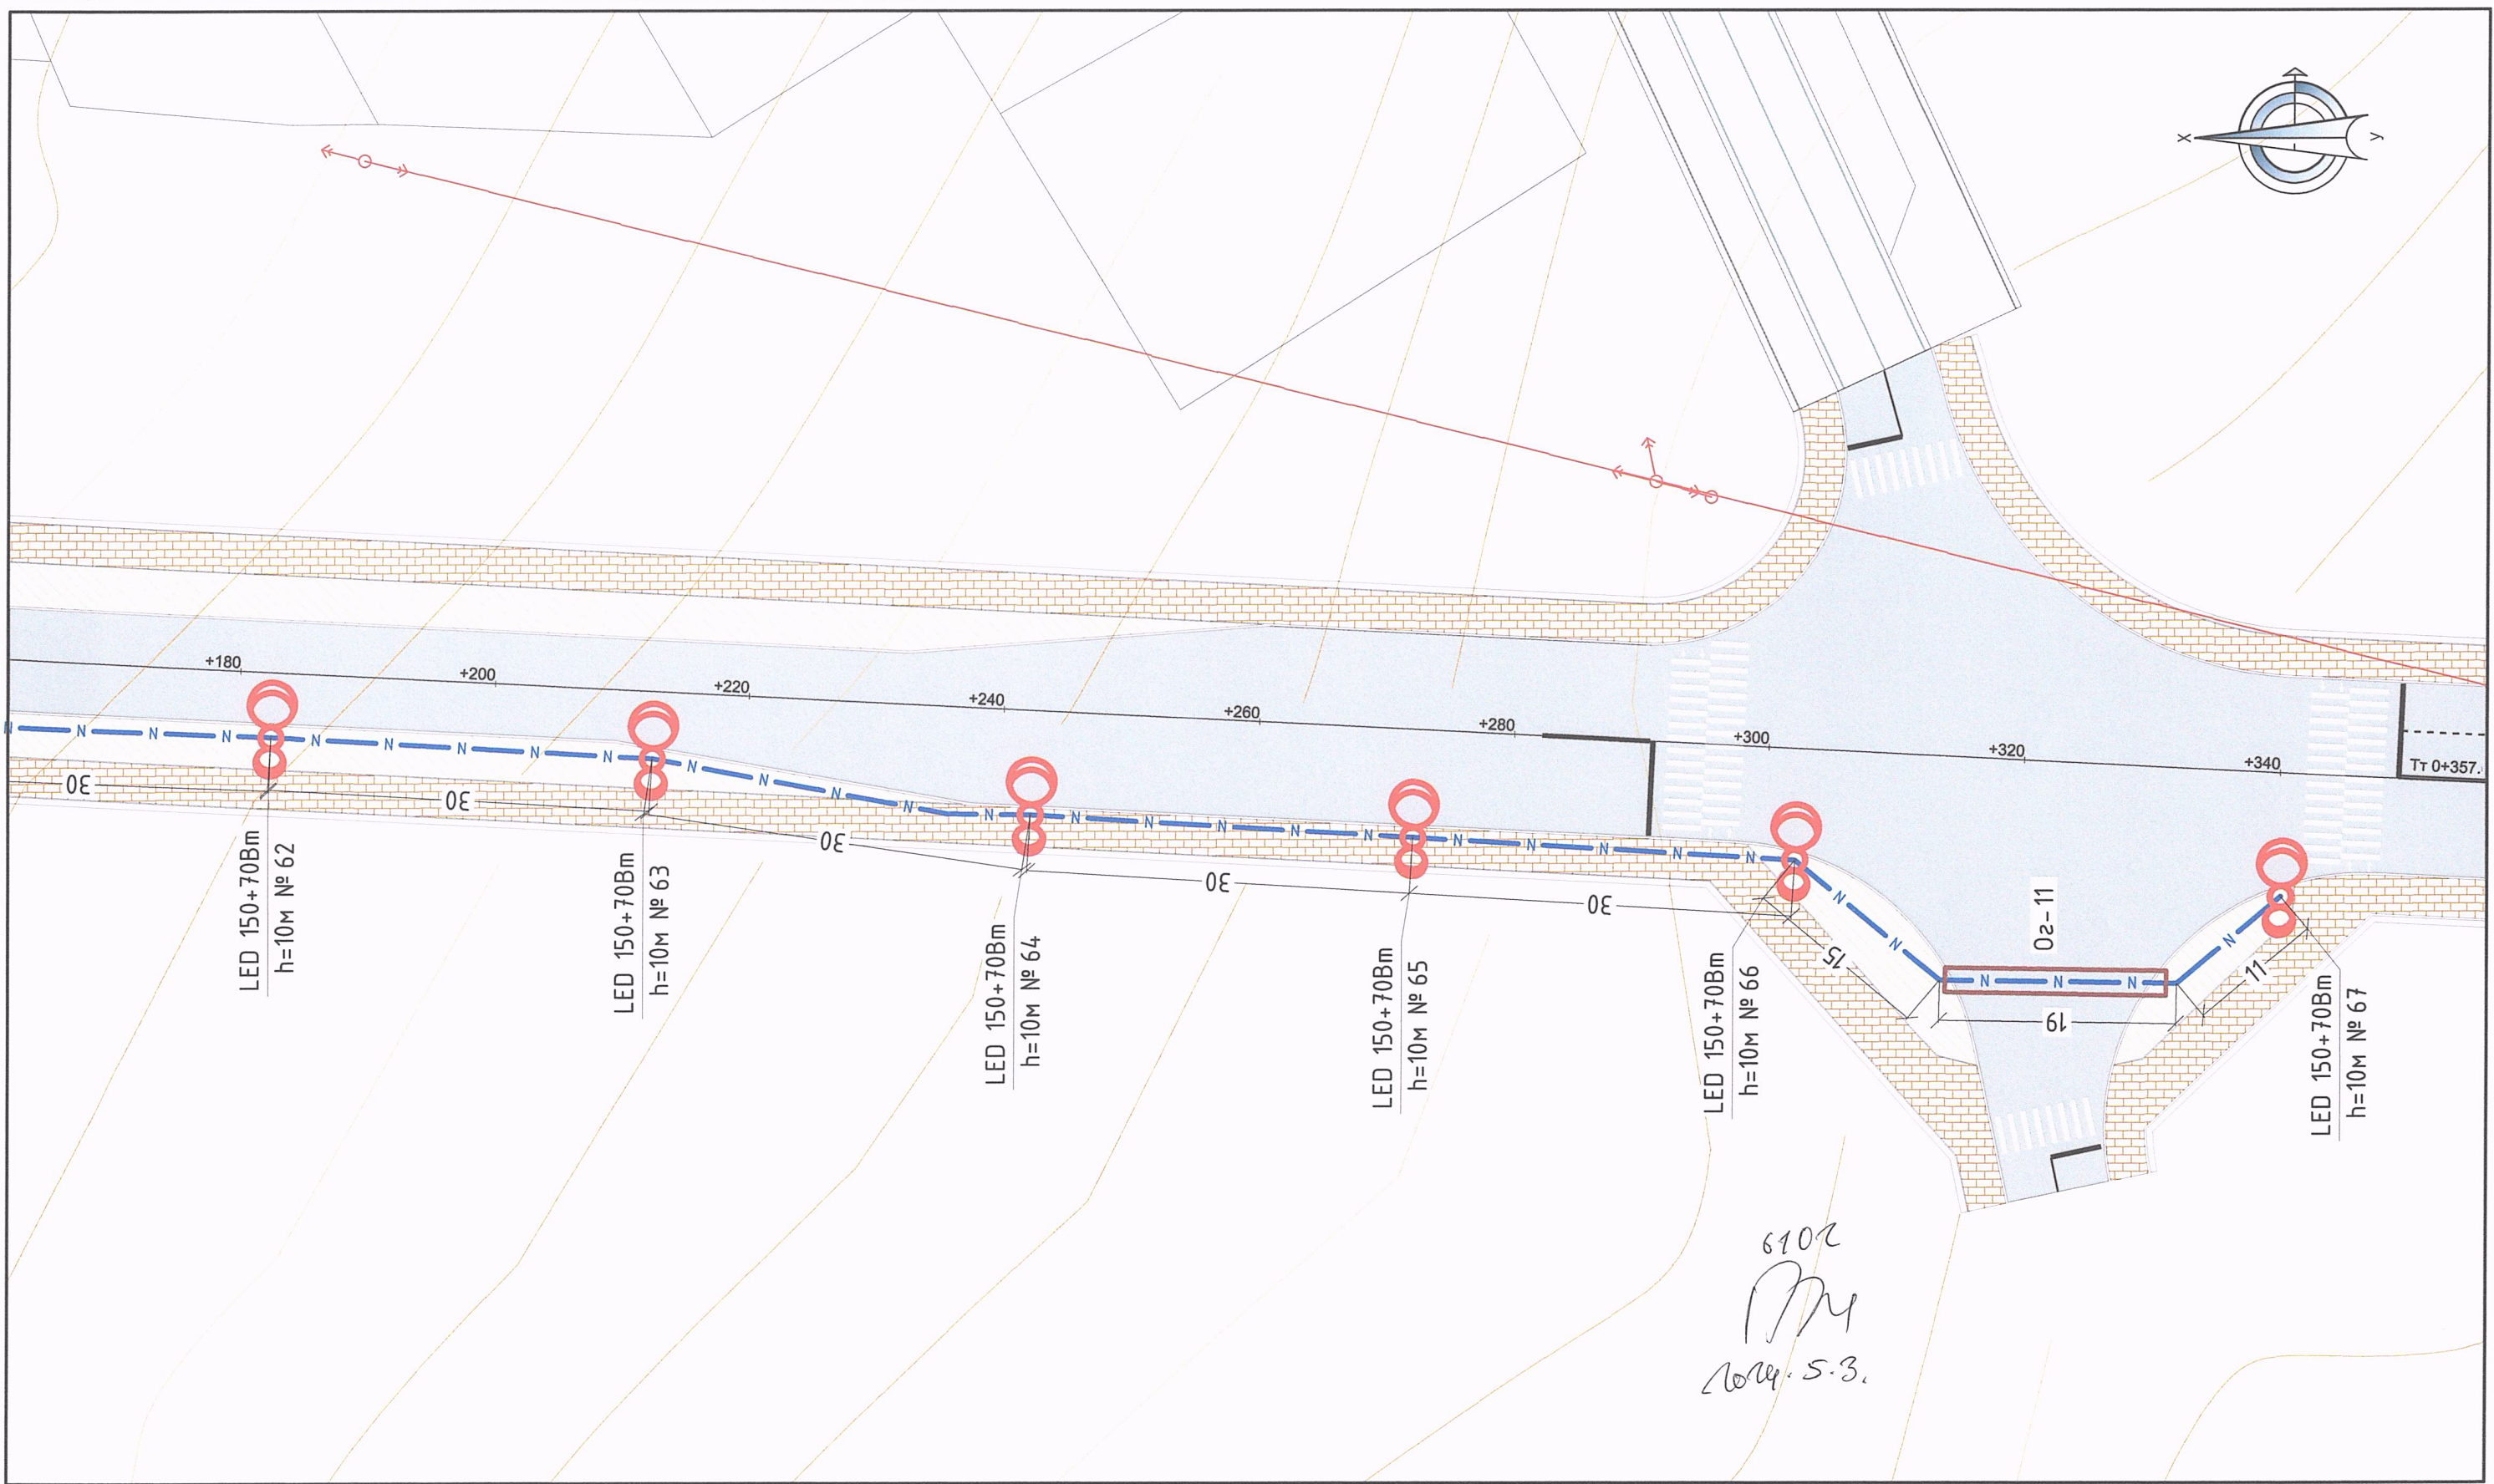 X
У
+180
+200
+220
+240
+260
+280
+300
+320
+340
Тт 0+357.
N N N N N N N N N N N N N N N N N N N N N N N N N N N N N
30
30
30
30
30
15
19
11
Ог-11
LED 150+70Вт
h=10м № 62
LED 150+70Вт
h=10м № 63
LED 150+70Вт
h=10м № 64
LED 150+70Вт
h=10м № 65
LED 150+70Вт
h=10м № 66
LED 150+70Вт
h=10м № 67
2024. 5.3.